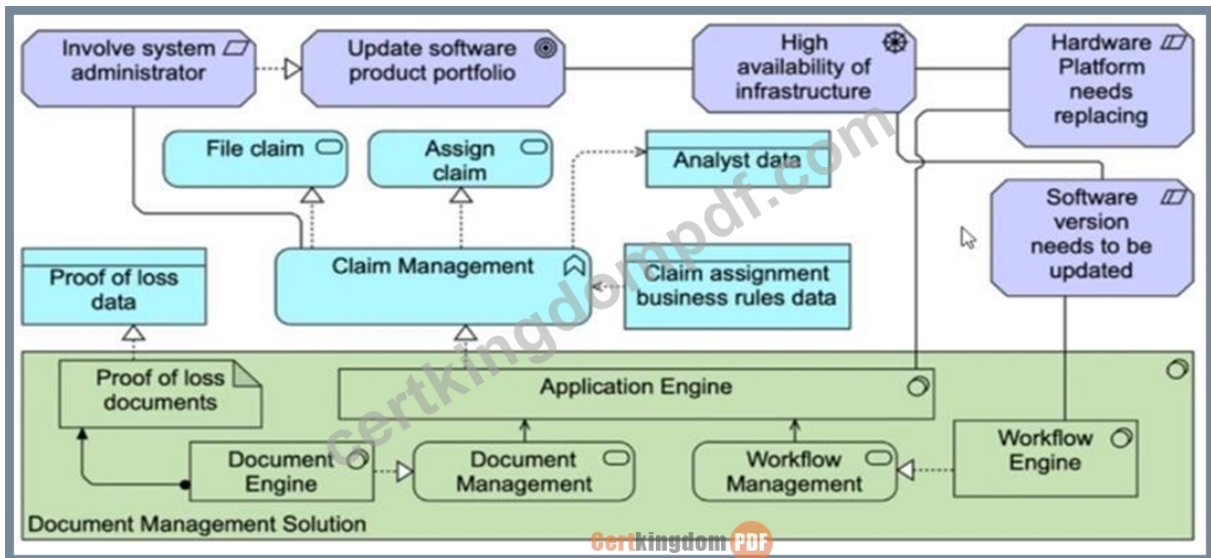 Involve system
administrator
Update software
product portfolio
High
availability of
infrastructure
Hardware
Platform
needs
replacing
File claim
Assign
claim
Analyst data
Software
version
needs to be
updated
Proof of loss
data
Claim Management
Claim assignment
business rules data
Proof of loss
documents
Application Engine
Document
Engine
Document
Management
Workflow
Management
Workflow
Engine
Document Management Solution
certkingdompdf.com
Certkingdom PDF